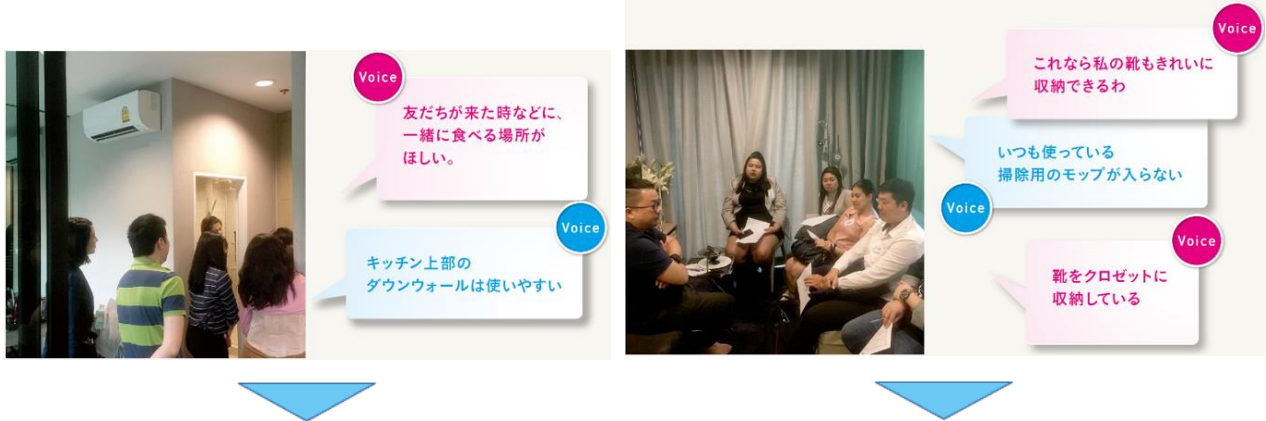 Voice
友だちが来た時などに、
一緒に食べる場所が
ほしい。
Voice
キッチン上部の
ダウンウォールは使いやすい
Voice
これなら私の靴もきれいに
収納できるわ
いつも使っている
掃除用のモップが入らない
Voice
Voice
靴をクロゼットに
収納している